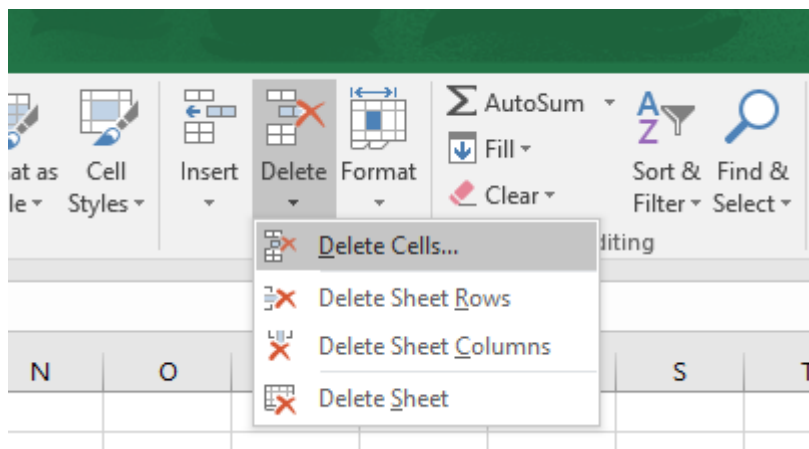 AutoSum
Fill
Clear
at as
le
Cell
Styles
Insert
Delete
Format
Sort &
Filter
Find &
Select
iting
Delete Cells...
Delete Sheet Rows
Delete Sheet Columns
Delete Sheet
N
O
S